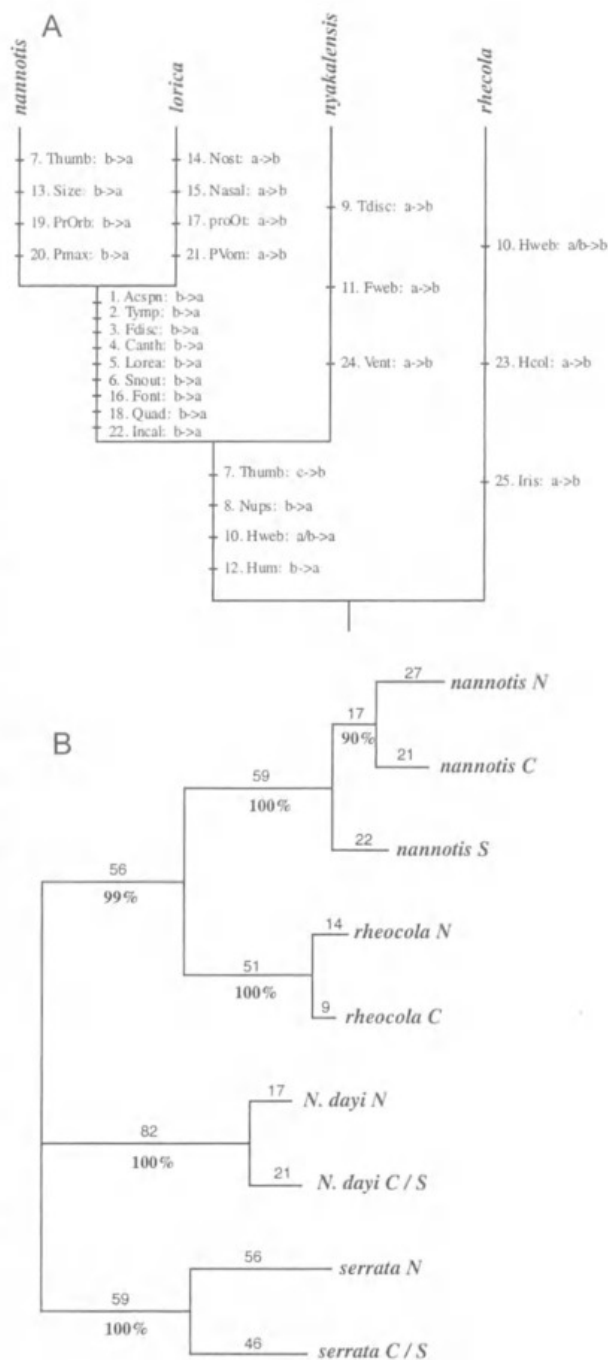 A
nannotis
lorica
nyakalensis
rhecola
7. Thumb: b->a
13. Size: b->a
19. PrOrb: b->a
20. Pmax: b->a
14. Nost: a->b
15. Nasal: a->b
17. proOt: a->b
21. PVom: a->b
9. Tdisc: a->b
11. Fweb: a->b
24. Vent: a->b
10. Hweb: a/b->b
23. Hcol: a->b
25. Iris: a->b
1. Acspn: b->a
2. Tymp: b->a
3. Fdisc: b->a
4. Canth: b->a
5. Lorea: b->a
6. Snout: b->a
16. Font: b->a
18. Quad: b->a
22. Incal: b->a
7. Thumb: c->b
8. Nups: b->a
10. Hweb: a/b->a
12. Hum: b->a
B
27
nannotis N
17
90%
21
nannotis C
59
100%
22
nannotis S
56
99%
14
rheocola N
51
100%
9
rheocola C
17
N. dayi N
82
100%
21
N. dayi C / S
56
serrata N
59
100%
46
serrata C / S